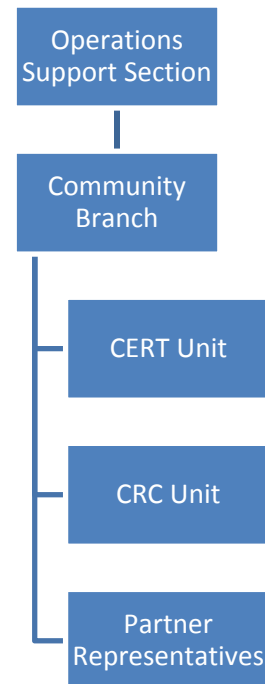 Operations
Support Section
Community
Branch
CERT Unit
CRC Unit
Partner
Representatives